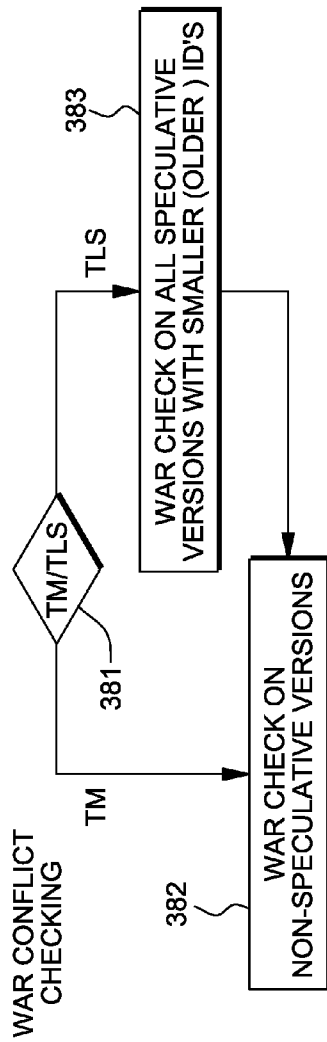 WAR CONFLICT
CHECKING
TM/TLS
381
TM
TLS
383
WAR CHECK ON ALL SPECULATIVE
VERSIONS WITH SMALLER (OLDER ) ID'S
382
WAR CHECK ON
NON-SPECULATIVE VERSIONS